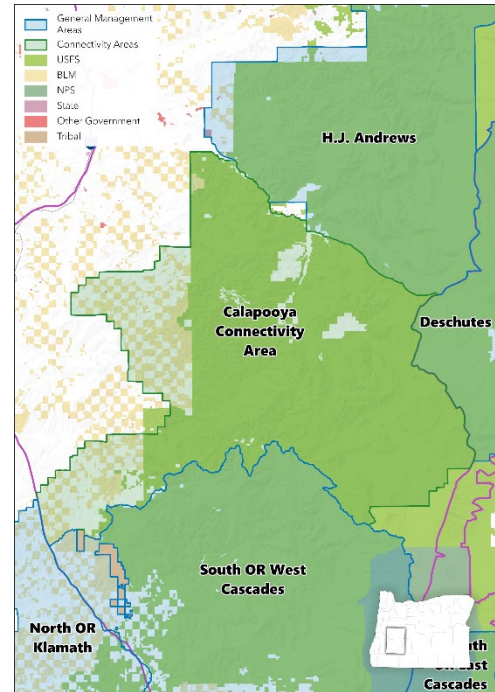 General Management
Areas
Connectivity Areas
USFS
BLM
NPS
State
Other Government
Tribal
H.J. Andrews
Calapooya
Connectivity
Area
Deschutes
South OR West
Cascades
North OR
Klamath
Cascades